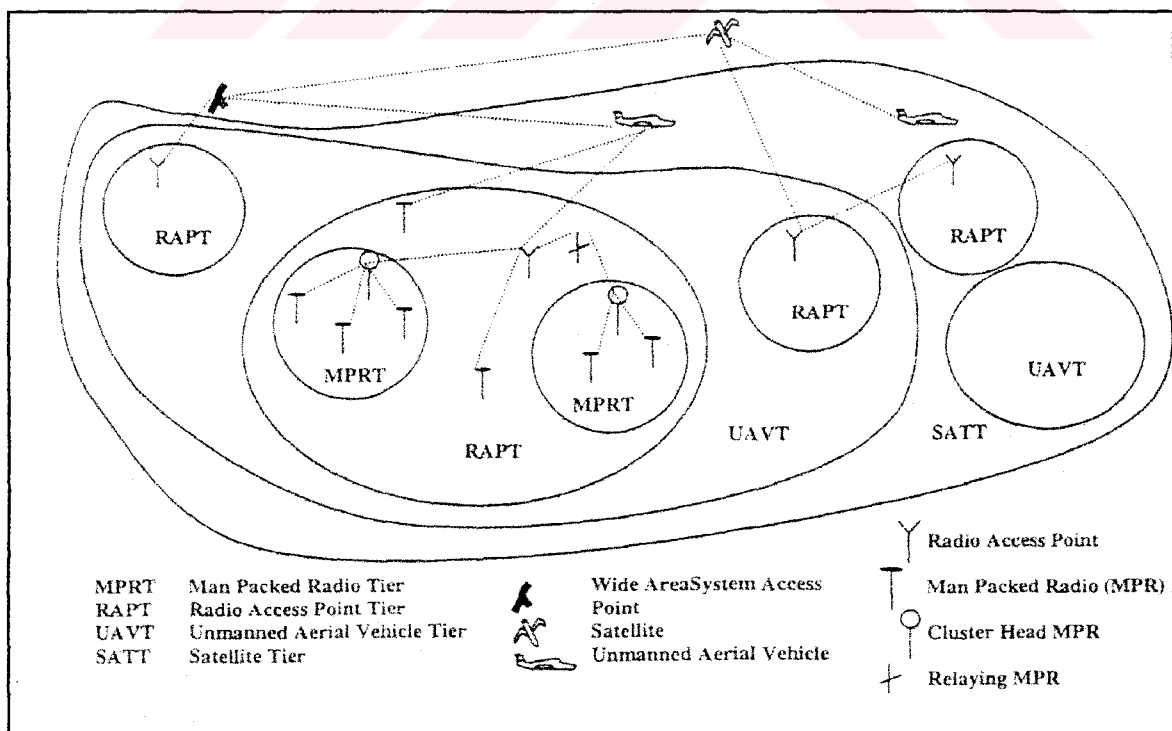 RAPT
RAPT
RAPT
MPRT
UAVT
MPRT
RAPT
UAVT
SATT
MPRT Man Packed Radio Tier
RAPT Radio Access Point Tier
UAVT Unmanned Aerial Vehicle Tier
SATT Satellite Tier
Wide AreaSystem Access
Point
Satellite
Unmanned Aerial Vehicle
Radio Access Point
Man Packed Radio (MPR)
Cluster Head MPR
Relaying MPR